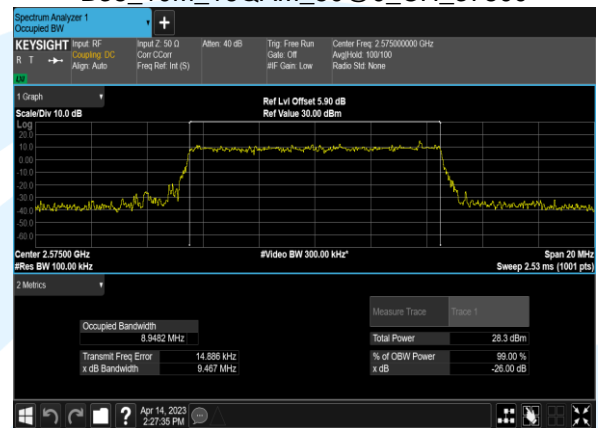 Spectrum Analyzer 1
Occupied BW
KEYSIGHT Input: RF Input Z: 50 Ω Atten: 40 dB Trig: Free Run Center Freq: 2.575000000 GHz
R T Coupling: DC Corr CCorr Gate: Off Avg|Hold: 100/100
Align: Auto Freq Ref: Int (S) #IF Gain: Low Radio Std: None
LXI
1 Graph
Ref Lvl Offset 5.90 dB
Scale/Div 10.0 dB Ref Value 30.00 dBm
Log
20.0
10.0
0.00
-10.0
-20.0
-30.0
-40.0
-50.0
-60.0
Center 2.57500 GHz #Video BW 300.00 kHz* Span 20 MHz
#Res BW 100.00 kHz Sweep 2.53 ms (1001 pts)
2 Metrics
Measure Trace Trace 1
Occupied Bandwidth
8.9482 MHz Total Power 28.3 dBm
Transmit Freq Error 14.886 kHz % of OBW Power 99.00 %
x dB Bandwidth 9.467 MHz x dB -26.00 dB
Apr 14, 2023
2:27:35 PM